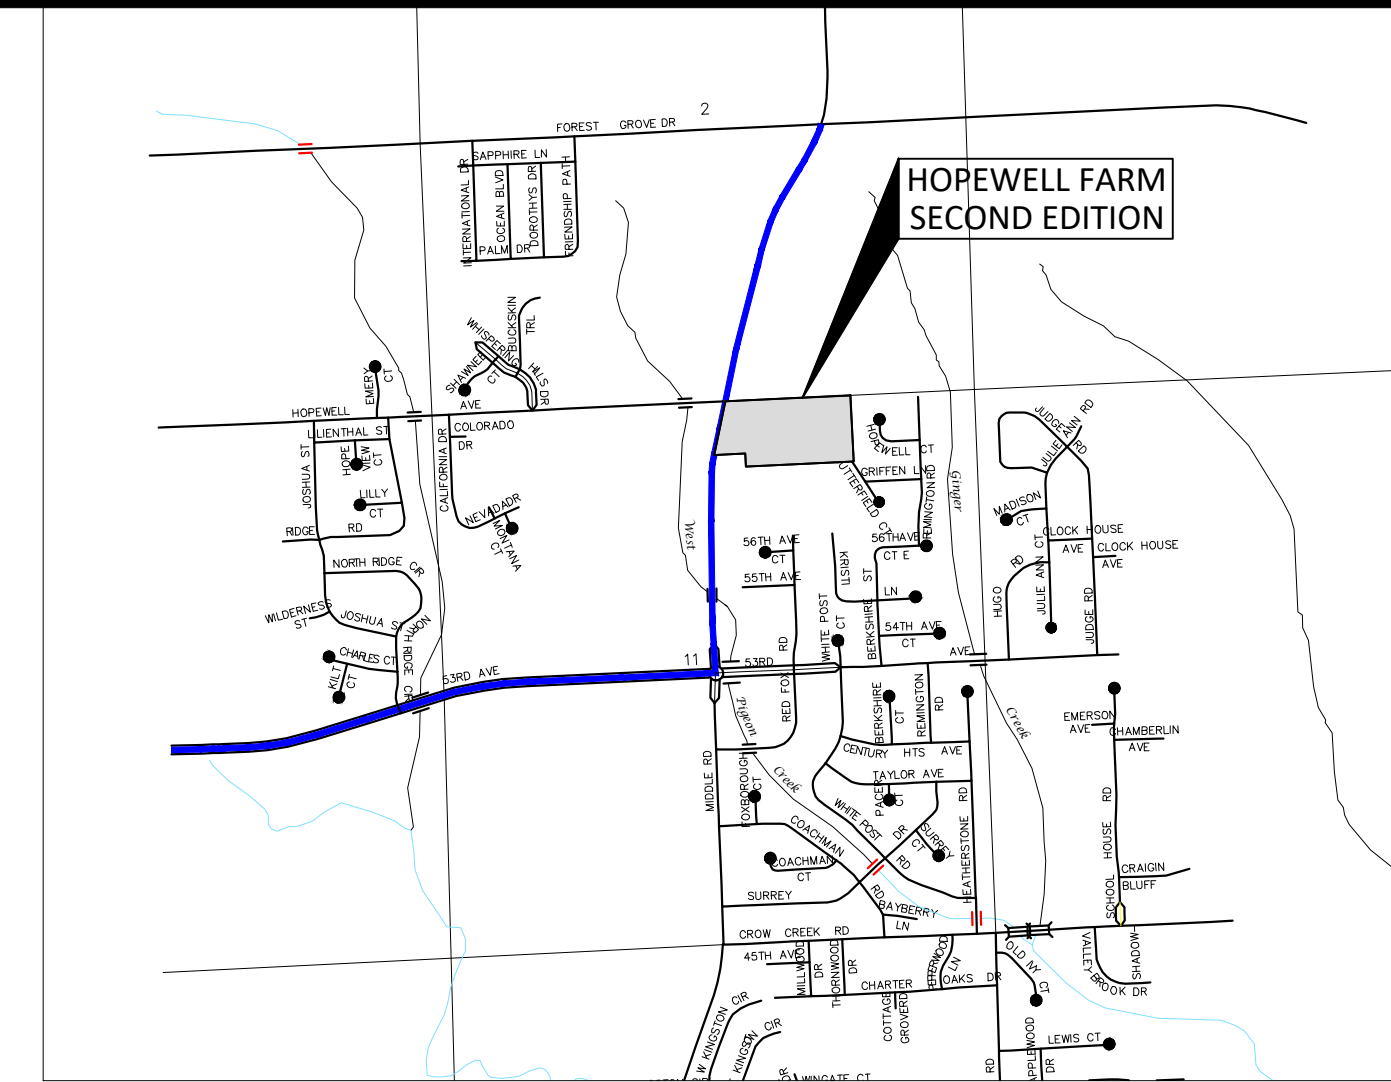 2
FOREST GROVE DR
SAPPHIRE LN
INTERNATIONAL DR
OCEAN BLVD
DOROTHYS DR
FRIENDSHIP PATH
PALM DR
HOPEWELL FARM
SECOND EDITION
BUCKSKIN
TRL
WHISPERING
HILLS DR
SHAWNEE
CT
EMERY
CT
HOPEWELL
AVE
LILIENTHAL ST
JOSHUA ST
HOPE
VIEW
CT
LILLY
CT
RIDGE RD
COLORADO
DR
CALIFORNIA DR
NEVADA DR
MONTANA
CT
NORTH RIDGE CIR
WILDERNESS
ST
JOSHUA ST
NORTH RIDGE CIR
CHARLES CT
KILT
CT
53RD AVE
11
West
HOPEWELL CT
GRIFFEN LN
REMINGTON RD
Ginger
JUDGE RD
JULIE ANN RD
MADISON
CT
CLOCK HOUSE
AVE
CLOCK HOUSE
AVE
JULIE ANN CT
HUGO
RD
JUDGE RD
56TH AVE
CT
55TH AVE
KRISTI
LN
56TH AVE
CT E
BERKSHIRE ST
54TH AVE
CT
WHITE POST
CT
RED FOX
RD
53RD
AVE
Pigeon
Creek
Creek
MIDDLE RD
BERKSHIRE
CT
REMINGTON
RD
CENTURY HTS AVE
TAYLOR AVE
PACER
CT
HEATHERSTONE RD
FOXBOROUGH
CT
WHITE POST
RD
SURREY
CT
DR
COACHMAN
RD
COACHMAN
CT
SURREY
BAYBERRY
LN
EMERSON
AVE
CHAMBERLIN
AVE
SCHOOL HOUSE RD
CRAIGIN
BLUFF
CROW CREEK RD
45TH AVE
MILLWOOD
DR
THORNWOOD
DR
CHARTER OAKS DR
LN
COTTAGE
GROVE RD
OLD IVY CT
VALLEY
BROOK DR
SHADOW-
W KINGSTON CIR
KINGSTON CIR
WINGATE CT
RD
APPLEWOOD
DR
LEWIS CT